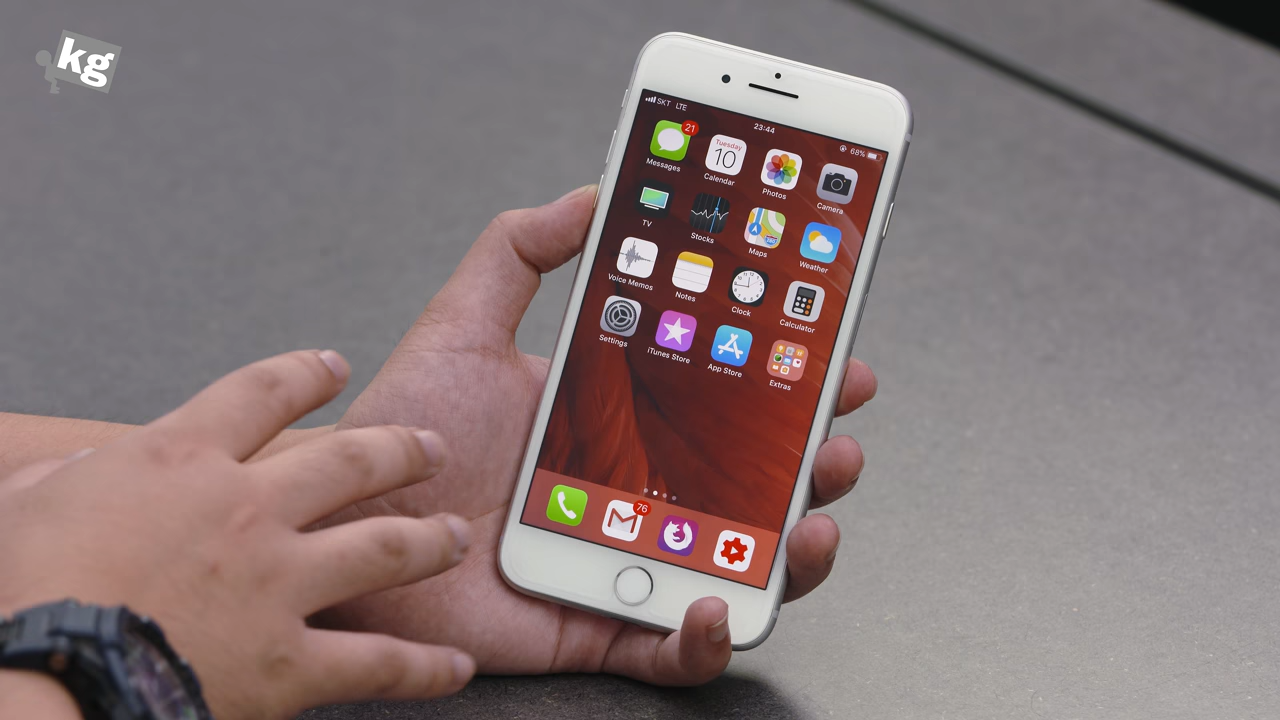 kg
SKT LTE
23:44
68%
21
Messages
Tuesday
10
Calendar
Photos
Camera
TV
Stocks
Maps
Weather
Voice Memos
Notes
Clock
Calculator
Settings
iTunes Store
App Store
Extras
76